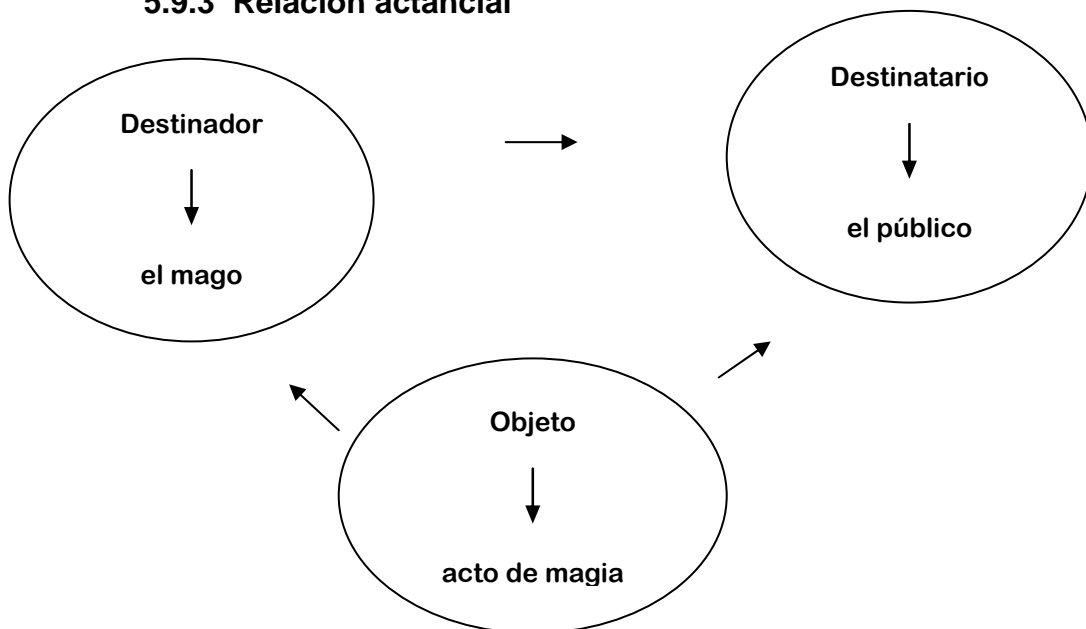 5.9.3 Relación actancial
Destinador
el mago
Destinatario
el público
Objeto
acto de magia